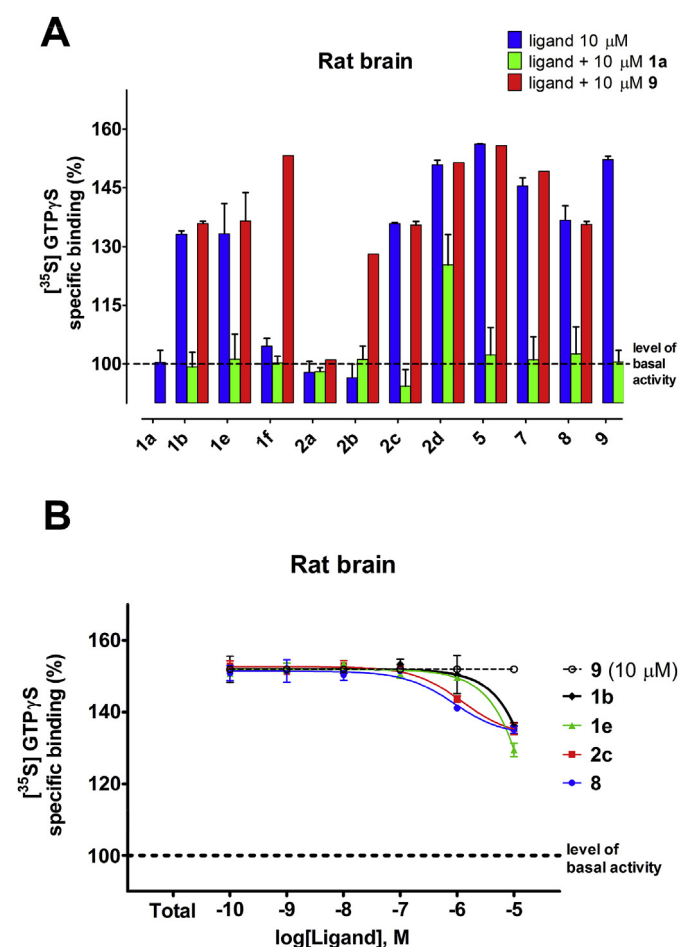 A
Rat brain
ligand 10 μM
ligand + 10 μM 1a
ligand + 10 μM 9
[³⁵S] GTPγS
specific binding (%)
160
145
130
115
100
level of
basal
activity
1a 1b 1e 1f 2a 2b 2c 2d 5 7 8 9
B
Rat brain
[³⁵S] GTPγS
specific binding (%)
160
140
120
100
9 (10 μM)
1b
1e
2c
8
level of
basal activity
Total -10 -9 -8 -7 -6 -5
log[Ligand], M